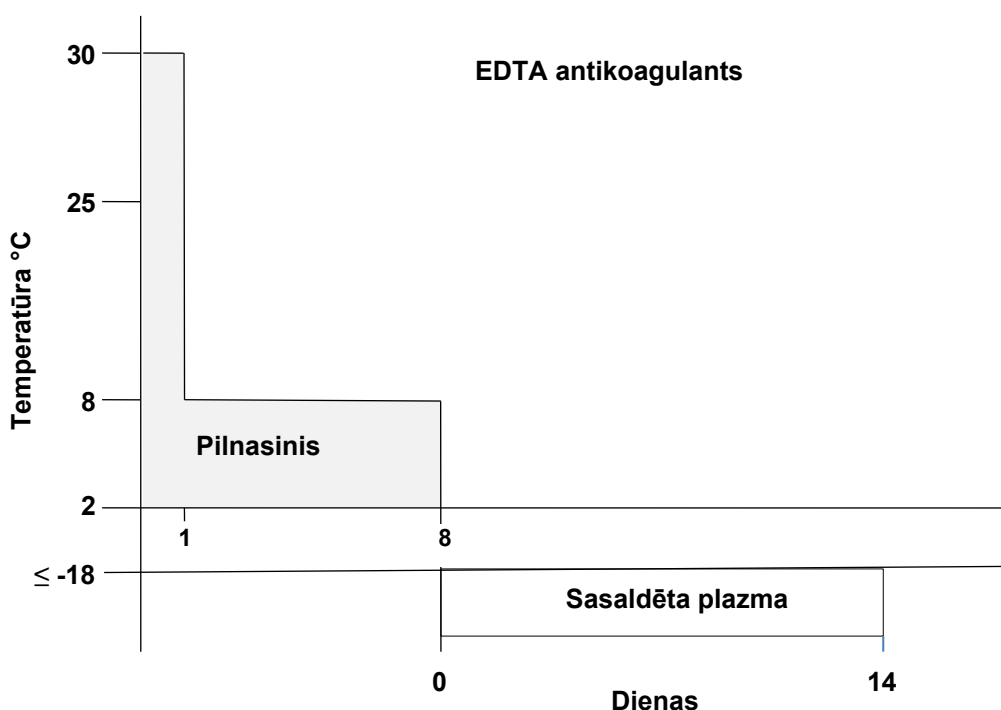 30
EDTA antikoagulants
25
Temperatūra °C
8
Pilnasinis
2
1
8
≤ -18
Sasaldēta plazma
0
14
Dienas